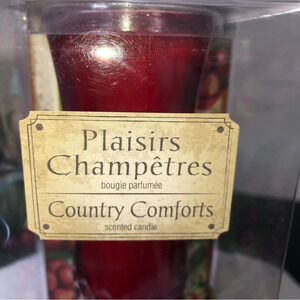 Plaisirs
Champêtres
bougie parfumée
Country Comforts
scented candle